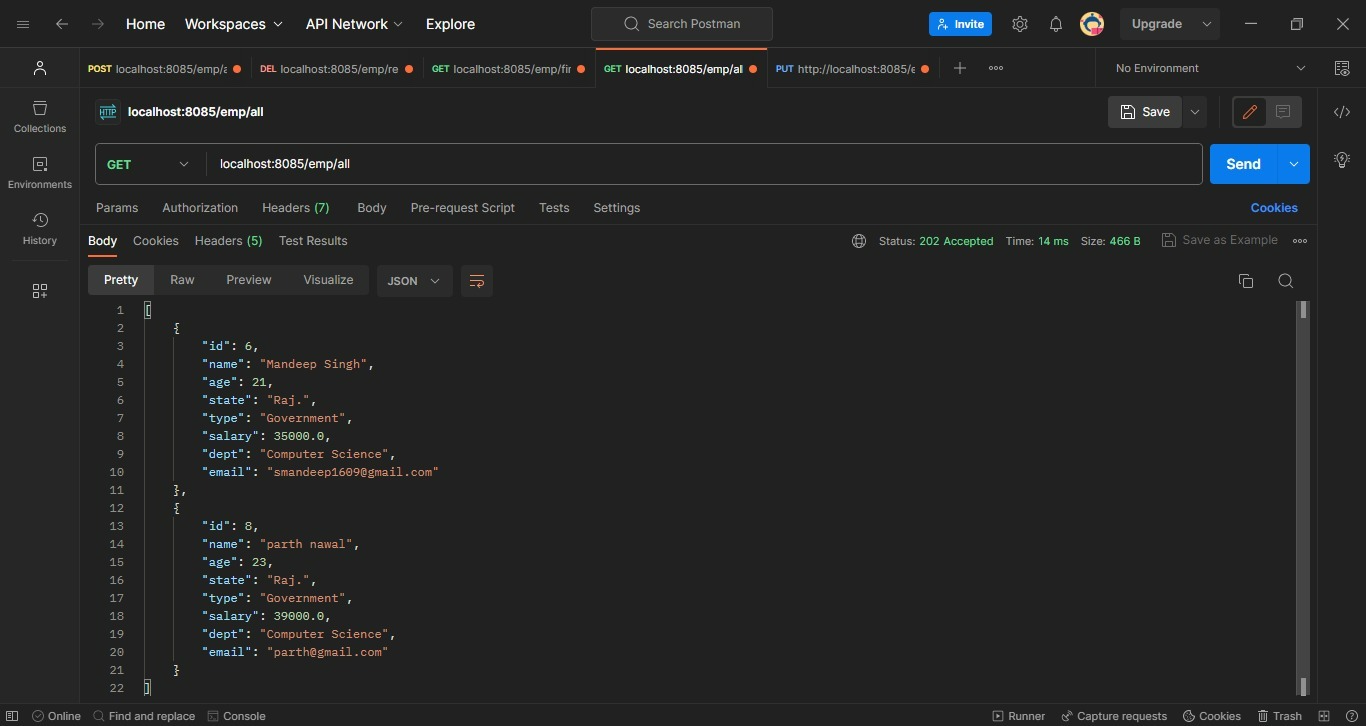 Home Workspaces API Network Explore Search Postman Invite Upgrade
POST localhost:8085/emp/a DEL localhost:8085/emp/re GET localhost:8085/emp/fir GET localhost:8085/emp/al PUT http://localhost:8085/e No Environment
HTTP localhost:8085/emp/all Save
Collections
GET localhost:8085/emp/all Send
Environments
Params Authorization Headers (7) Body Pre-request Script Tests Settings Cookies
History
Body Cookies Headers (5) Test Results Status: 202 Accepted Time: 14 ms Size: 466 B Save as Example
Pretty Raw Preview Visualize JSON
1 [
2 {
3 "id": 6,
4 "name": "Mandeep Singh",
5 "age": 21,
6 "state": "Raj.",
7 "type": "Government",
8 "salary": 35000.0,
9 "dept": "Computer Science",
10 "email": "smandeep1609@gmail.com"
11 },
12 {
13 "id": 8,
14 "name": "parth nawal",
15 "age": 23,
16 "state": "Raj.",
17 "type": "Government",
18 "salary": 39000.0,
19 "dept": "Computer Science",
20 "email": "parth@gmail.com"
21 }
22 ]
Online Find and replace Console Runner Capture requests Cookies Trash